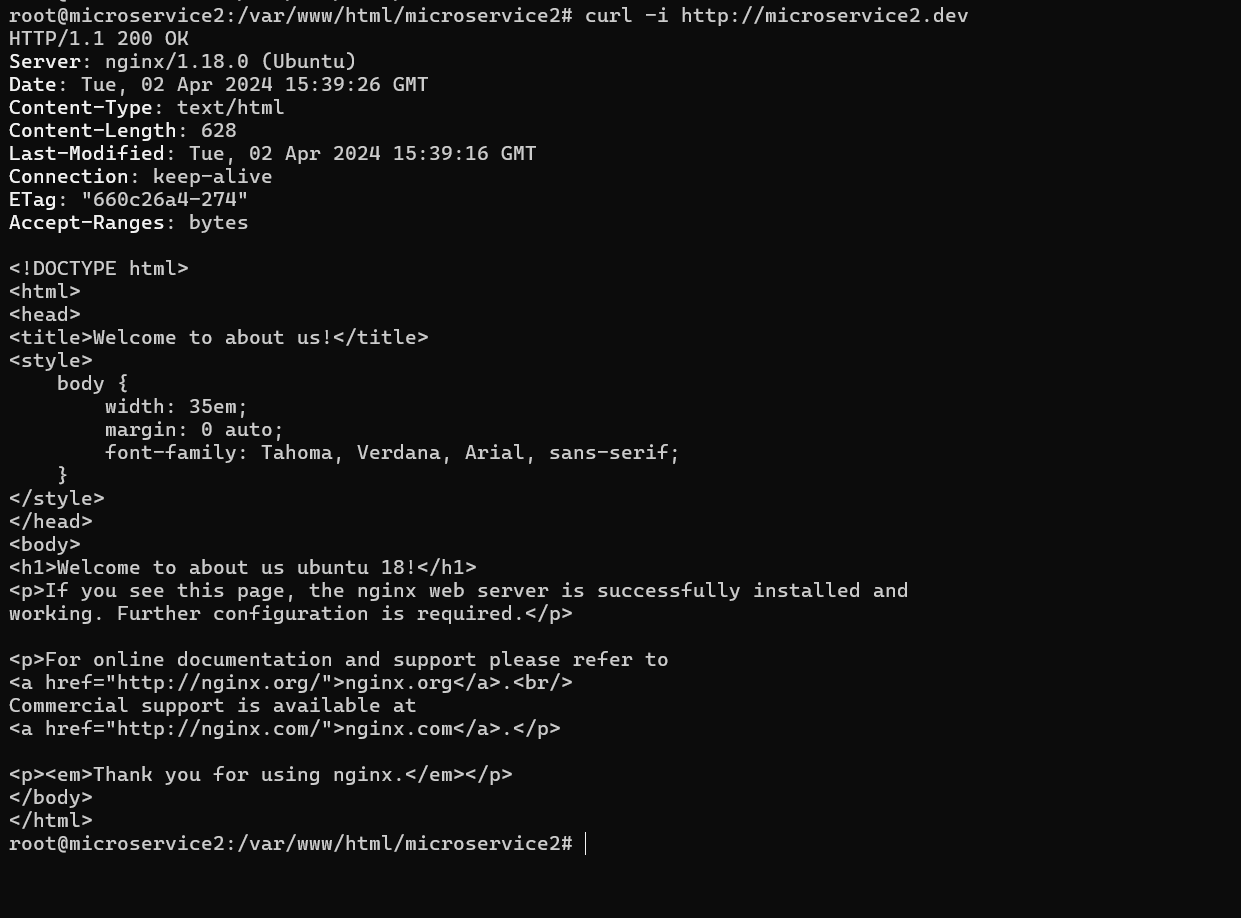 root@microservice2:/var/www/html/microservice2# curl -i http://microservice2.dev
HTTP/1.1 200 OK
Server: nginx/1.18.0 (Ubuntu)
Date: Tue, 02 Apr 2024 15:39:26 GMT
Content-Type: text/html
Content-Length: 628
Last-Modified: Tue, 02 Apr 2024 15:39:16 GMT
Connection: keep-alive
ETag: "660c26a4-274"
Accept-Ranges: bytes

<!DOCTYPE html>
<html>
<head>
<title>Welcome to about us!</title>
<style>
    body {
        width: 35em;
        margin: 0 auto;
        font-family: Tahoma, Verdana, Arial, sans-serif;
    }
</style>
</head>
<body>
<h1>Welcome to about us ubuntu 18!</h1>
<p>If you see this page, the nginx web server is successfully installed and
working. Further configuration is required.</p>

<p>For online documentation and support please refer to
<a href="http://nginx.org/">nginx.org</a>.<br/>
Commercial support is available at
<a href="http://nginx.com/">nginx.com</a>.</p>

<p><em>Thank you for using nginx.</em></p>
</body>
</html>
root@microservice2:/var/www/html/microservice2#